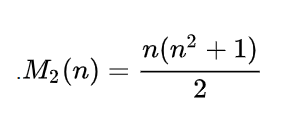 .M₂(n) = n(n² + 1) / 2